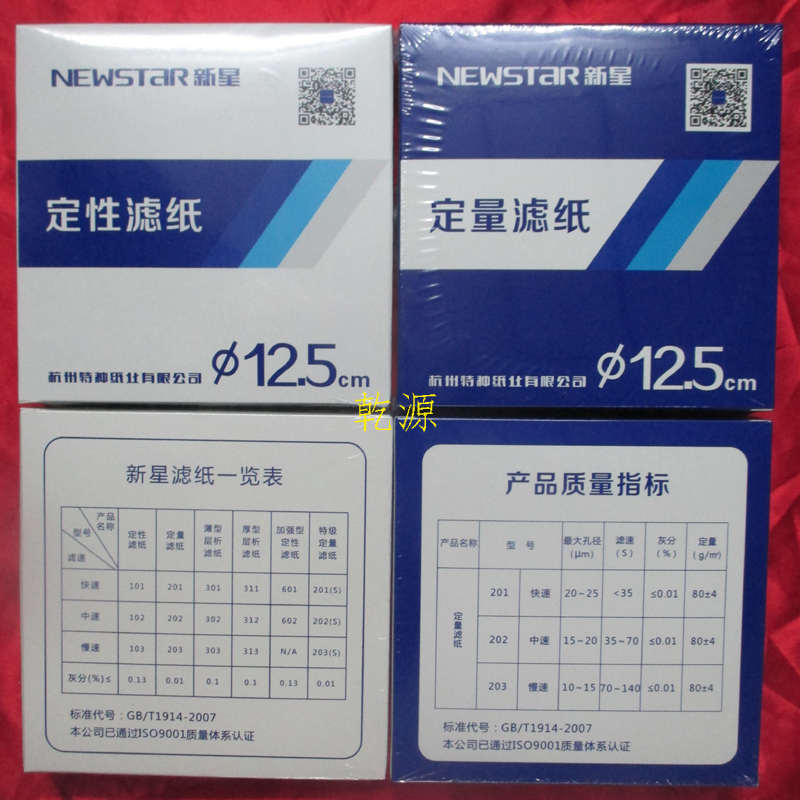 NEWSTAR 新星
定性滤纸
杭州特种纸业有限公司 φ12.5cm
NEWSTAR 新星
定量滤纸
杭州特种纸业有限公司 φ12.5cm
乾源
新星滤纸一览表
产品名称 型号 滤速 定性滤纸 定量滤纸 薄型层析滤纸 厚型层析滤纸 加强型定性滤纸 特级定量滤纸
快速 101 201 301 311 601 201(S)
中速 102 202 302 312 602 202(S)
慢速 103 203 303 313 N/A 203(S)
灰分(%)≤ 0.13 0.01 0.1 0.1 0.13 0.01
标准代号：GB/T1914-2007
本公司已通过ISO9001质量体系认证
产品质量指标
产品名称 型号 最大孔径(μm) 滤速(S) 灰分(%) 定量(g/㎡)
定量滤纸
201 快速 20~25 <35 ≤0.01 80±4
202 中速 15~20 35~70 ≤0.01 80±4
203 慢速 10~15 70~140 ≤0.01 80±4
标准代号：GB/T1914-2007
本公司已通过ISO9001质量体系认证